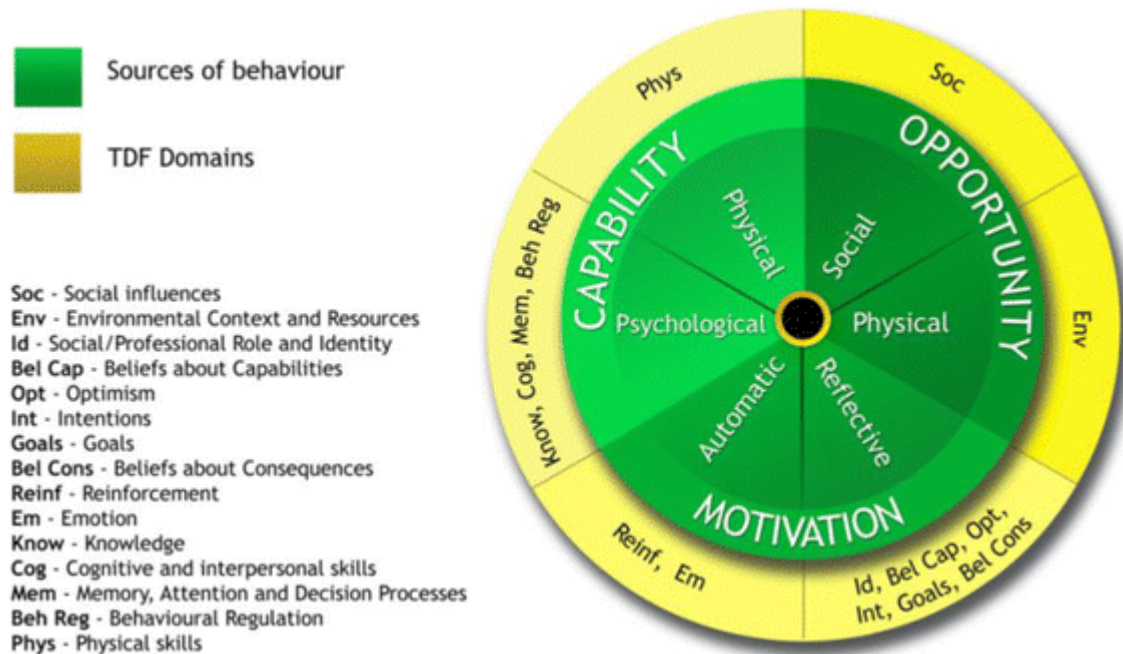 Sources of behaviour
TDF Domains
Soc - Social influences
Env - Environmental Context and Resources
Id - Social/Professional Role and Identity
Bel Cap - Beliefs about Capabilities
Opt - Optimism
Int - Intentions
Goals - Goals
Bel Cons - Beliefs about Consequences
Reinf - Reinforcement
Em - Emotion
Know - Knowledge
Cog - Cognitive and interpersonal skills
Mem - Memory, Attention and Decision Processes
Beh Reg - Behavioural Regulation
Phys - Physical skills
Phys
Soc
Env
Id, Bel Cap, Opt,
Int, Goals, Bel Cons
Reinf, Em
Know, Cog, Mem, Beh Reg
CAPABILITY
OPPORTUNITY
MOTIVATION
Physical
Social
Physical
Reflective
Automatic
Psychological